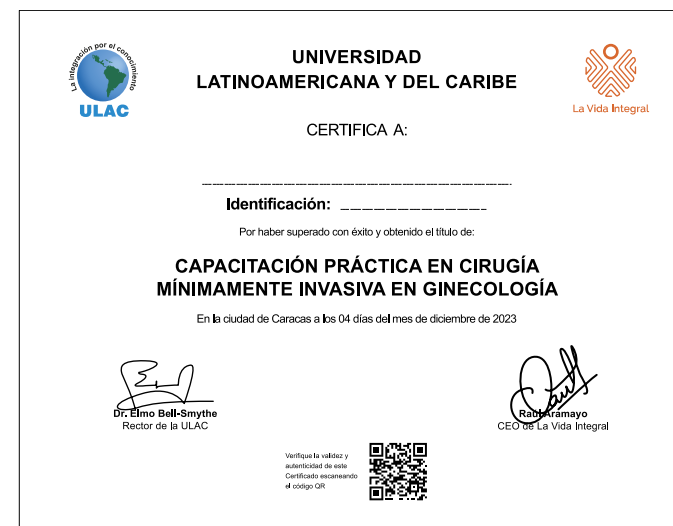 La integración por el conocimiento
ULAC
UNIVERSIDAD
LATINOAMERICANA Y DEL CARIBE
La Vida Integral
CERTIFICA A:
Identificación:
Por haber superado con éxito y obtenido el título de:
CAPACITACIÓN PRÁCTICA EN CIRUGÍA
MÍNIMAMENTE INVASIVA EN GINECOLOGÍA
En la ciudad de Caracas a los 04 días del mes de diciembre de 2023
Dr. Elmo Bell-Smythe
Rector de la ULAC
Raúl Aramayo
CEO de La Vida Integral
Verifique la validez y
autenticidad de este
Certificado escaneando
el código QR